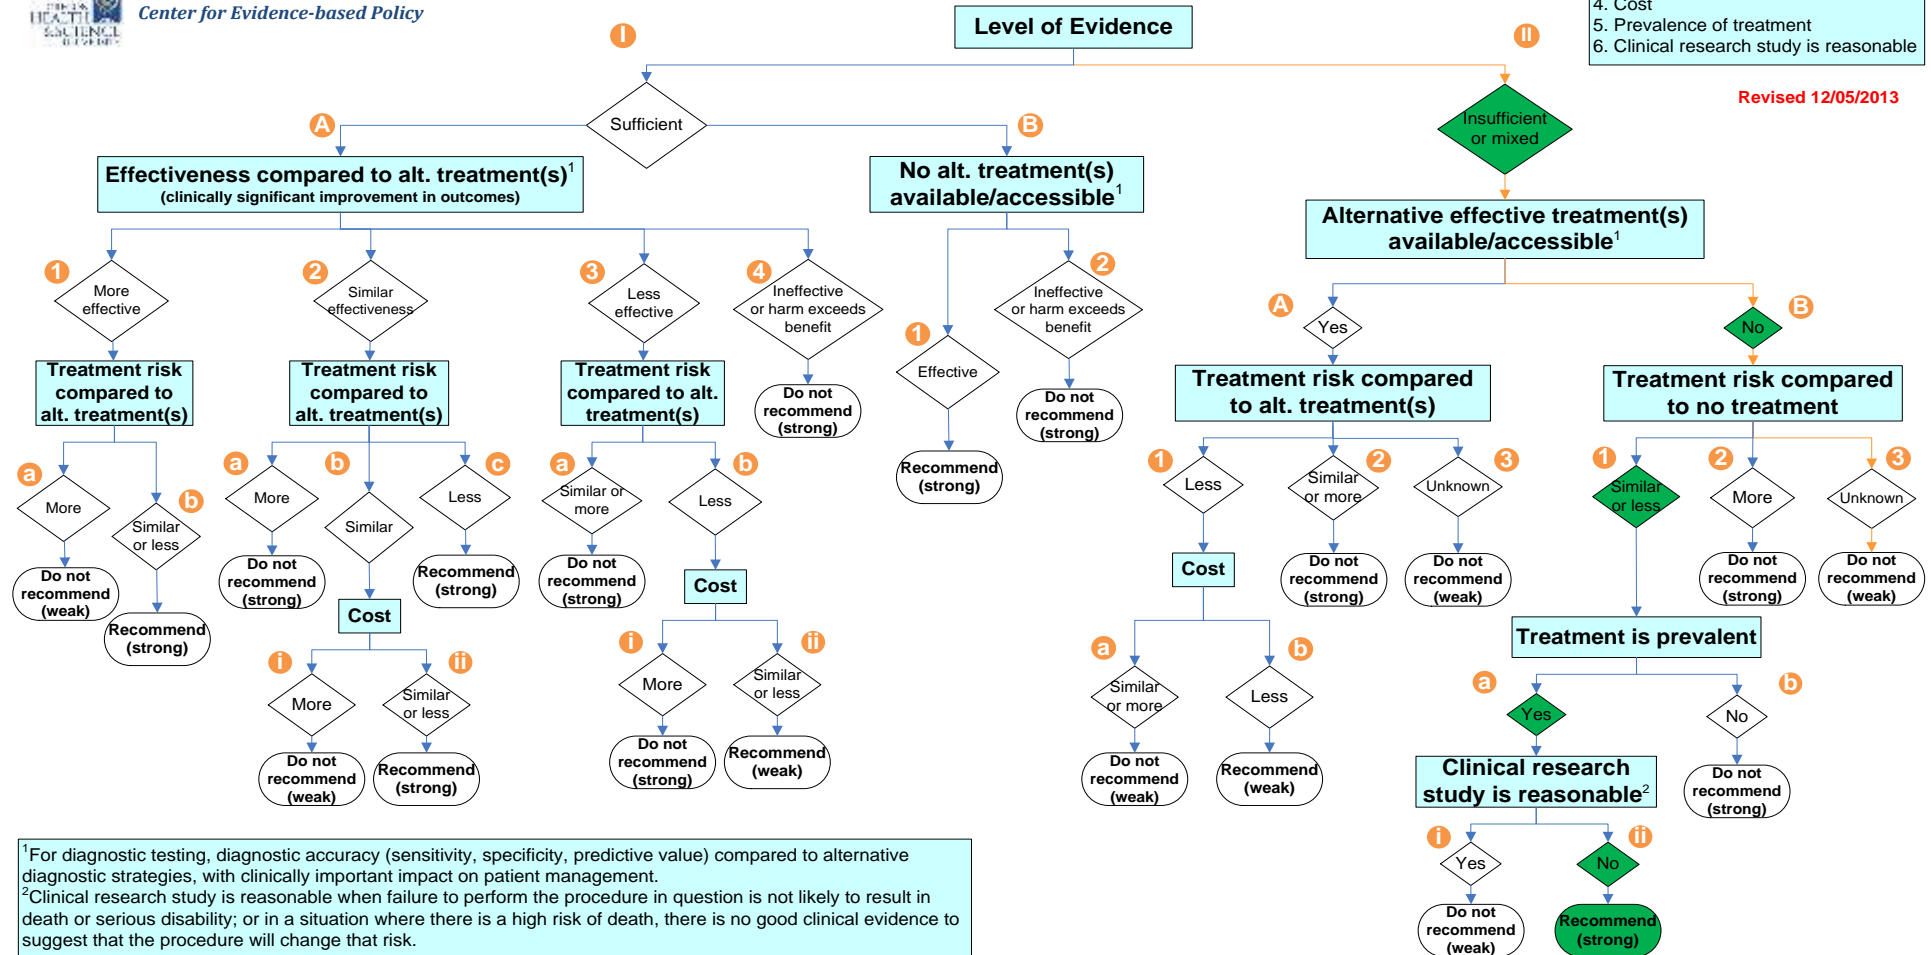 OREGON
HEALTH
& SCIENCE
UNIVERSITY
Center for Evidence-based Policy
4. Cost
5. Prevalence of treatment
6. Clinical research study is reasonable
Revised 12/05/2013
Level of Evidence
I
II
Sufficient
Insufficient
or mixed
A
B
Effectiveness compared to alt. treatment(s)1
(clinically significant improvement in outcomes)
No alt. treatment(s)
available/accessible1
Alternative effective treatment(s)
available/accessible1
1
More
effective
2
Similar
effectiveness
3
Less
effective
4
Ineffective
or harm exceeds
benefit
1
Effective
2
Ineffective
or harm exceeds
benefit
A
Yes
B
No
Treatment risk
compared to
alt. treatment(s)
Treatment risk
compared to
alt. treatment(s)
Treatment risk
compared to alt.
treatment(s)
Do not
recommend
(strong)
Recommend
(strong)
Do not
recommend
(strong)
Treatment risk compared
to alt. treatment(s)
Treatment risk compared
to no treatment
a
More
b
Similar
or less
a
More
b
Similar
c
Less
a
Similar or
more
b
Less
1
Less
2
Similar
or more
3
Unknown
1
Similar
or less
2
More
3
Unknown
Do not
recommend
(weak)
Recommend
(strong)
Do not
recommend
(strong)
Cost
Recommend
(strong)
Do not
recommend
(strong)
Cost
Cost
Do not
recommend
(strong)
Do not
recommend
(weak)
Do not
recommend
(strong)
Do not
recommend
(weak)
Treatment is prevalent
i
More
ii
Similar
or less
i
More
ii
Similar
or less
a
Similar
or more
b
Less
a
Yes
b
No
Do not
recommend
(weak)
Recommend
(strong)
Do not
recommend
(strong)
Recommend
(weak)
Do not
recommend
(weak)
Recommend
(weak)
Clinical research
study is reasonable2
Do not
recommend
(strong)
i
Yes
ii
No
Do not
recommend
(weak)
Recommend
(strong)
1For diagnostic testing, diagnostic accuracy (sensitivity, specificity, predictive value) compared to alternative
diagnostic strategies, with clinically important impact on patient management.
2Clinical research study is reasonable when failure to perform the procedure in question is not likely to result in
death or serious disability; or in a situation where there is a high risk of death, there is no good clinical evidence to
suggest that the procedure will change that risk.